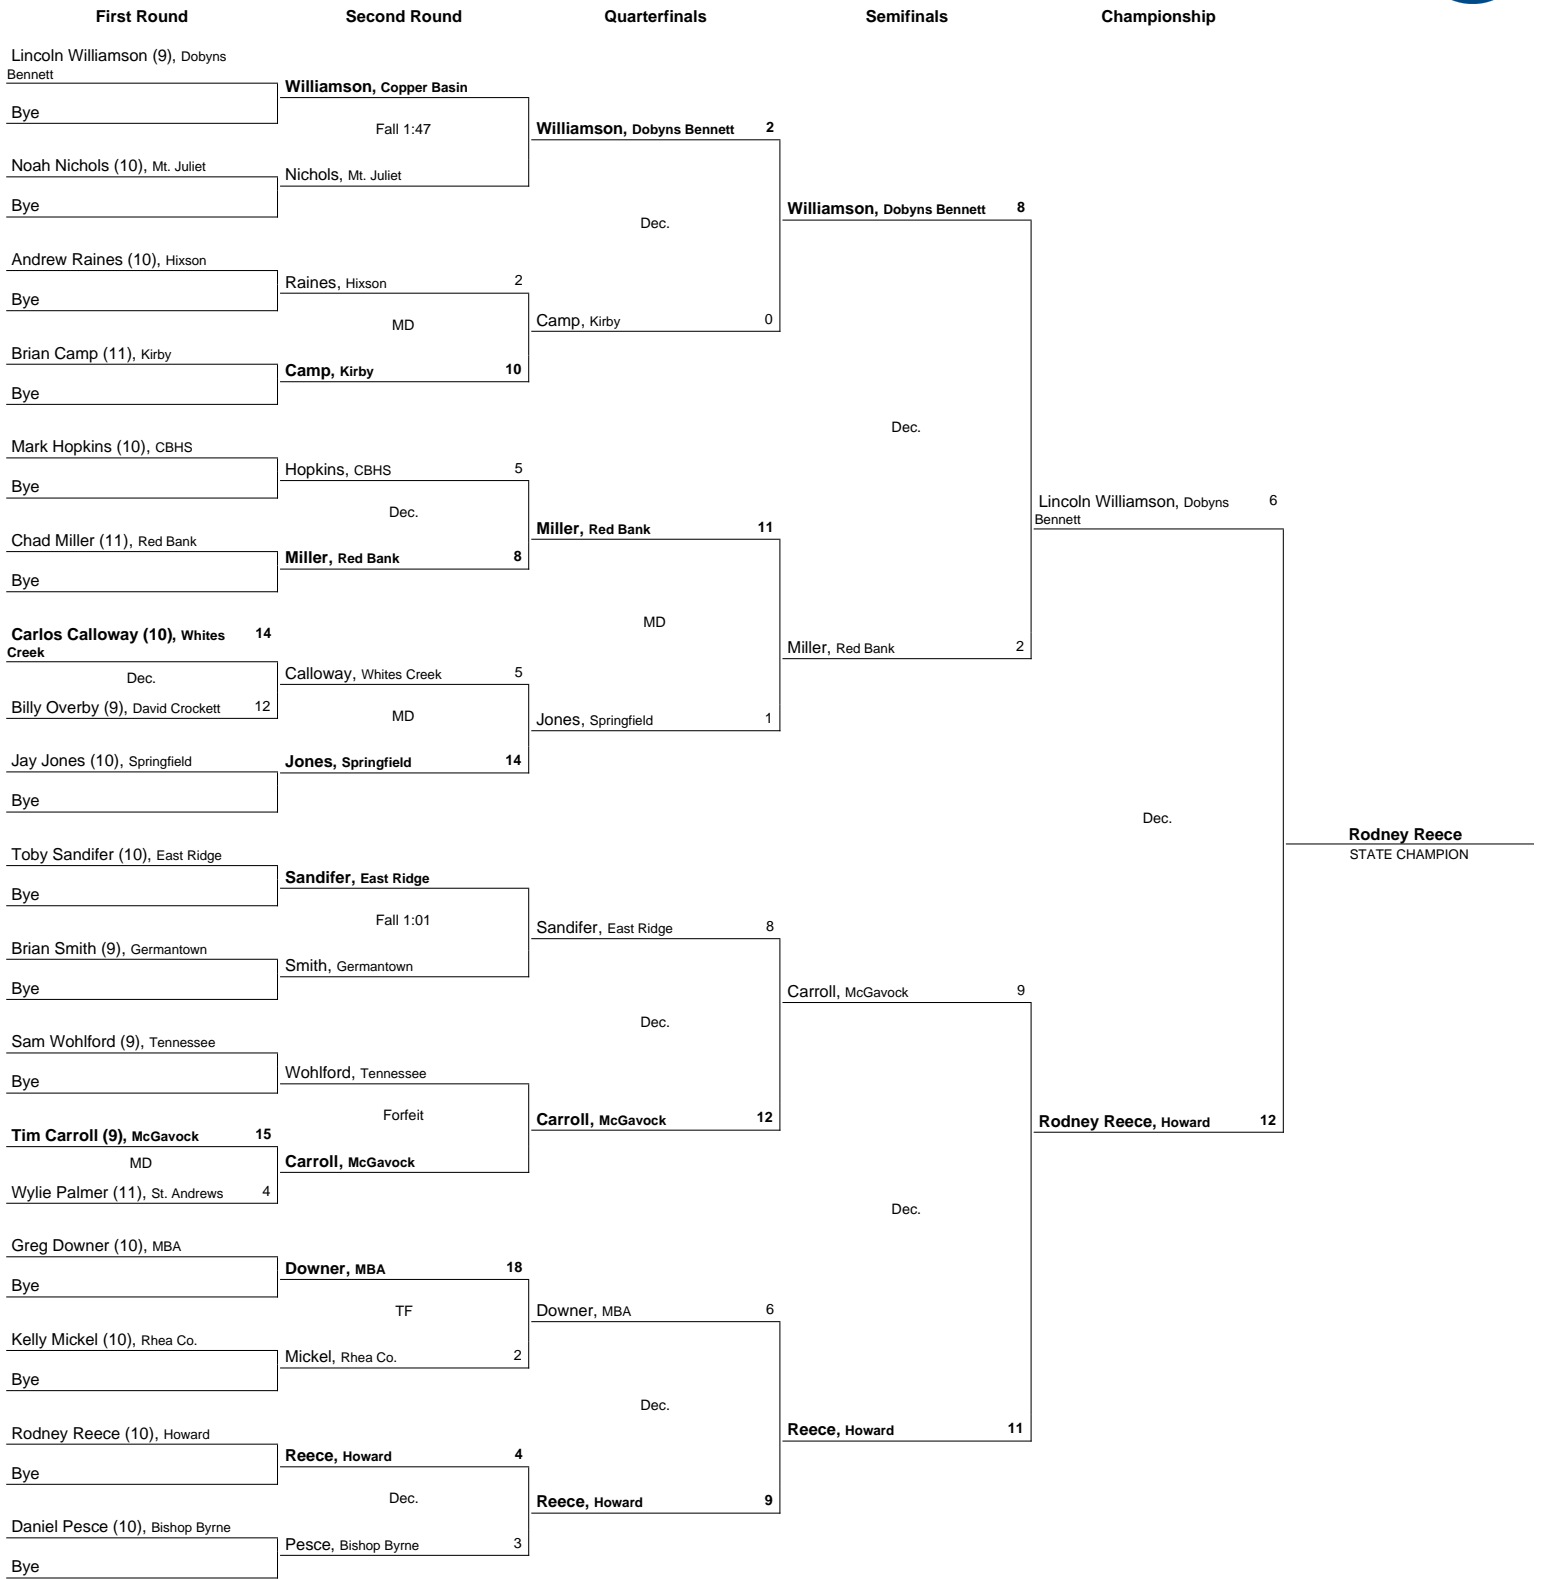 First Round
Second Round
Quarterfinals
Semifinals
Championship
Lincoln Williamson (9), Dobyns
Bennett
Bye
Noah Nichols (10), Mt. Juliet
Bye
Andrew Raines (10), Hixson
Bye
Brian Camp (11), Kirby
Bye
Mark Hopkins (10), CBHS
Bye
Chad Miller (11), Red Bank
Bye
Carlos Calloway (10), Whites 14
Creek
Dec.
Billy Overby (9), David Crockett 12
Jay Jones (10), Springfield
Bye
Toby Sandifer (10), East Ridge
Bye
Brian Smith (9), Germantown
Bye
Sam Wohlford (9), Tennessee
Bye
Tim Carroll (9), McGavock 15
MD
Wylie Palmer (11), St. Andrews 4
Greg Downer (10), MBA
Bye
Kelly Mickel (10), Rhea Co.
Bye
Rodney Reece (10), Howard
Bye
Daniel Pesce (10), Bishop Byrne
Bye
Williamson, Copper Basin
Fall 1:47
Nichols, Mt. Juliet
Raines, Hixson 2
MD
Camp, Kirby 10
Hopkins, CBHS 5
Dec.
Miller, Red Bank 8
Calloway, Whites Creek 5
MD
Jones, Springfield 14
Sandifer, East Ridge
Fall 1:01
Smith, Germantown
Wohlford, Tennessee
Forfeit
Carroll, McGavock
Downer, MBA 18
TF
Mickel, Rhea Co. 2
Reece, Howard 4
Dec.
Pesce, Bishop Byrne 3
Williamson, Dobyns Bennett 2
Dec.
Camp, Kirby 0
Miller, Red Bank 11
MD
Jones, Springfield 1
Sandifer, East Ridge 8
Dec.
Carroll, McGavock 12
Downer, MBA 6
Dec.
Reece, Howard 9
Williamson, Dobyns Bennett 8
Dec.
Miller, Red Bank 2
Carroll, McGavock 9
Dec.
Reece, Howard 11
Lincoln Williamson, Dobyns 6
Bennett
Dec.
Rodney Reece, Howard 12
Rodney Reece
STATE CHAMPION